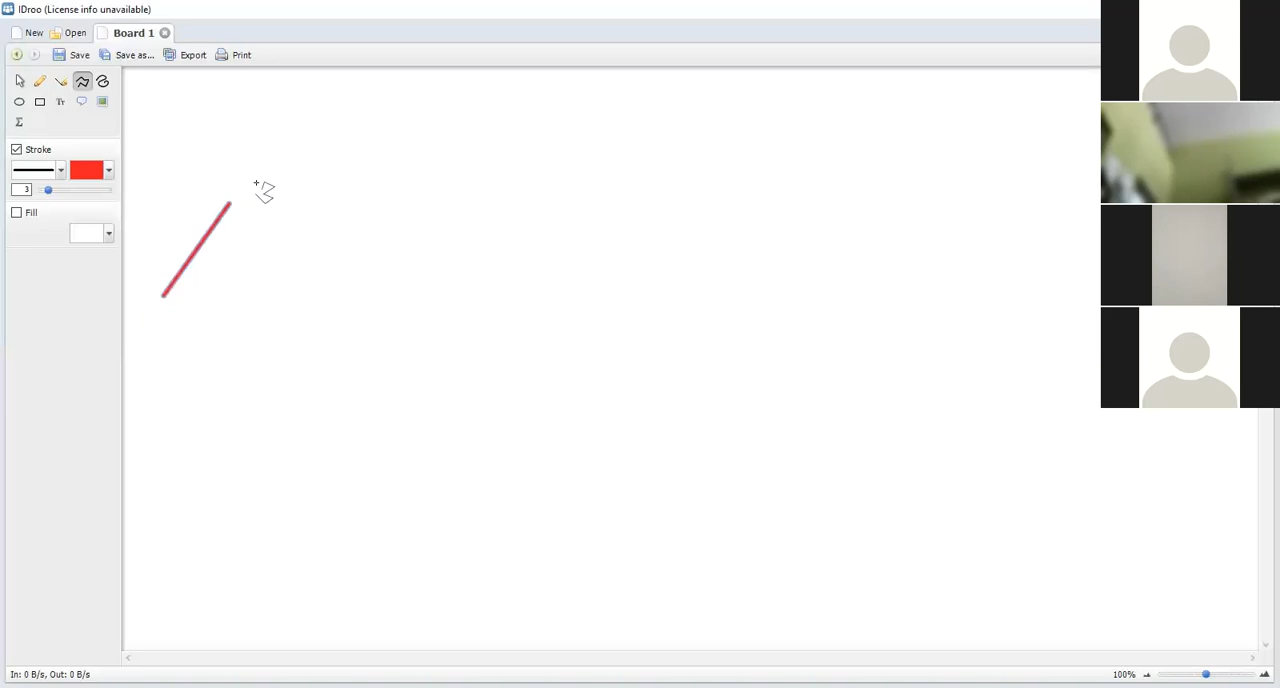 IDroo (License info unavailable)
New Open Board 1
Save Save as... Export Print
Tr
Σ
Stroke
3
Fill
In: 0 B/s, Out: 0 B/s 100%